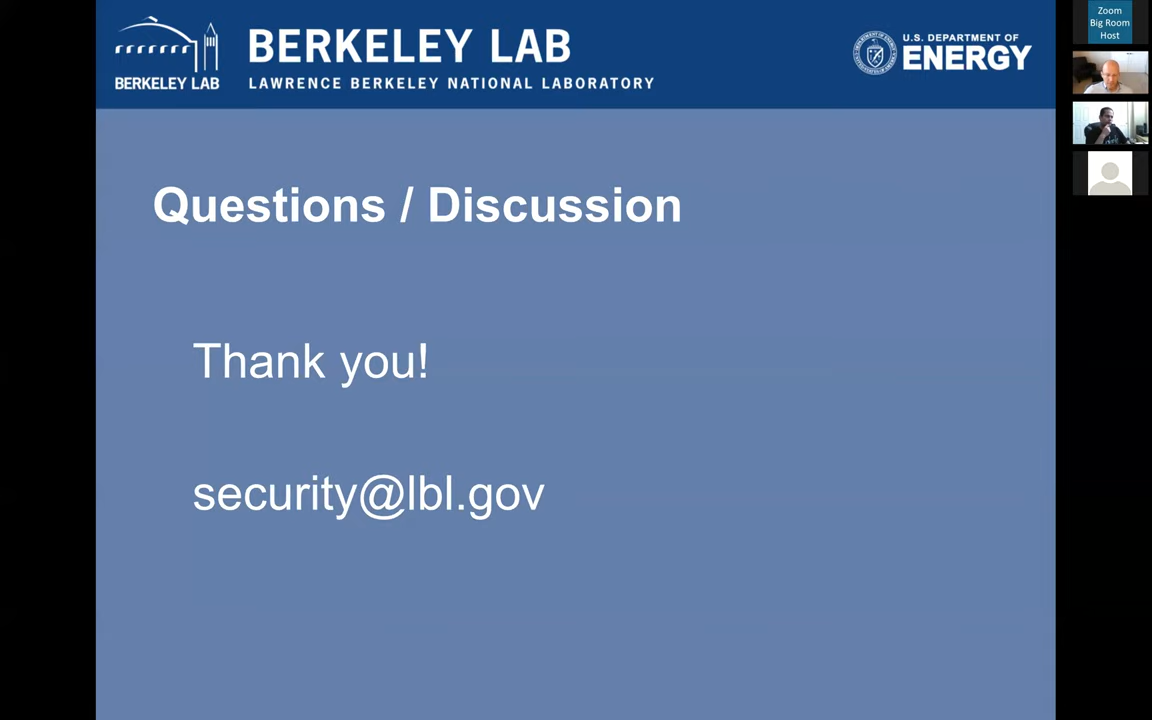 BERKELEY LAB
BERKELEY LAB
LAWRENCE BERKELEY NATIONAL LABORATORY
U.S. DEPARTMENT OF
ENERGY
Zoom
Big Room
Host
Questions / Discussion
Thank you!
security@lbl.gov